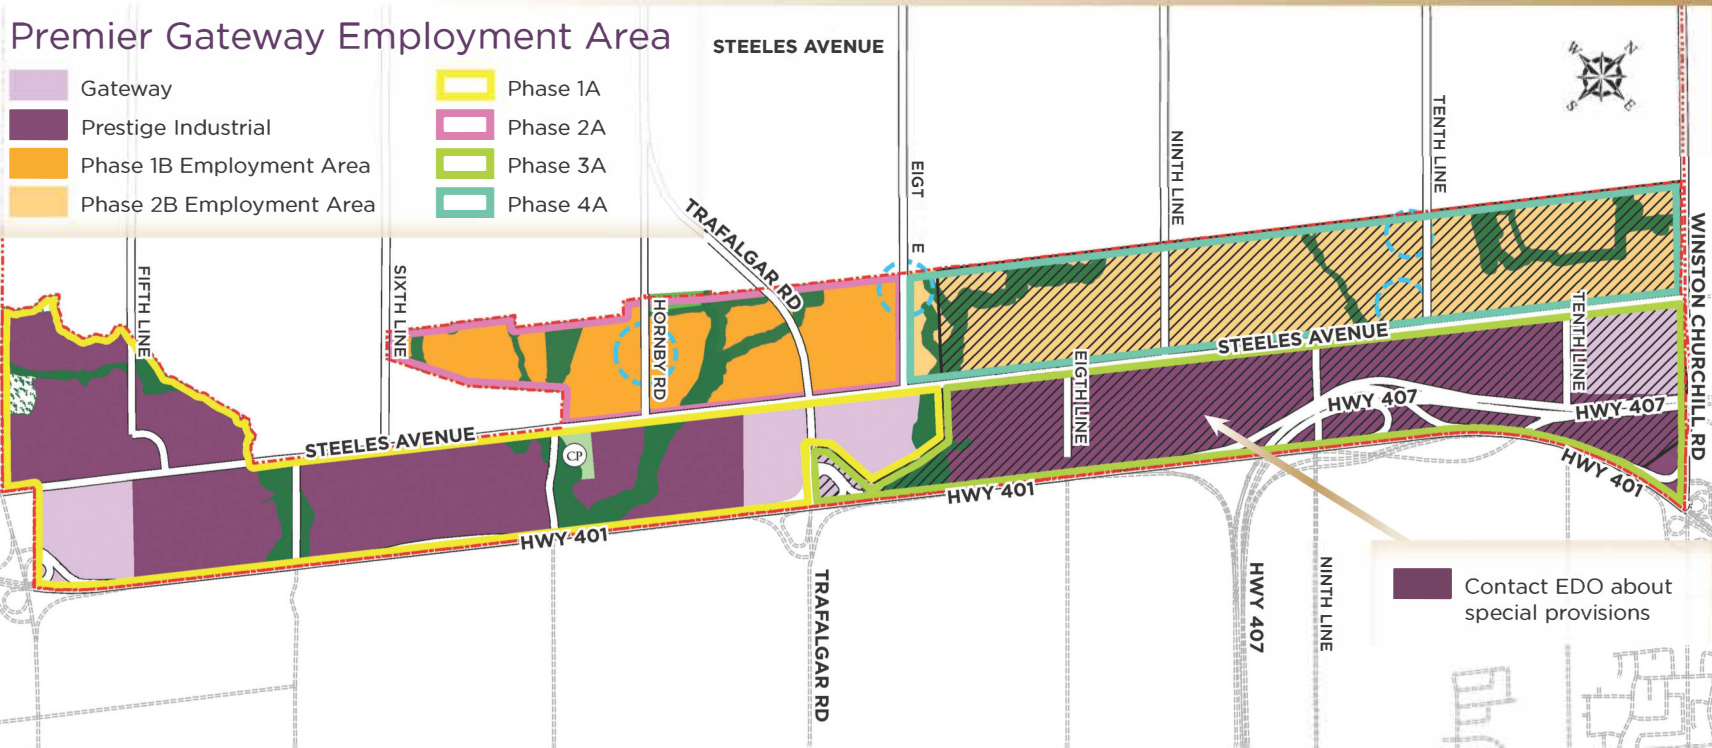 Premier Gateway Employment Area
STEELES AVENUE
Gateway
Prestige Industrial
Phase 1B Employment Area
Phase 2B Employment Area
Phase 1A
Phase 2A
Phase 3A
Phase 4A
W
N
S
E
FIFTH LINE
SIXTH LINE
HORNBY RD
TRAFALGAR RD
EIGT
E
NINTH LINE
TENTH LINE
WINSTON CHURCHILL RD
STEELES AVENUE
STEELES AVENUE
EIGTH LINE
TENTH LINE
HWY 407
HWY 407
CP
HWY 401
HWY 401
HWY 401
TRAFALGAR RD
HWY 407
NINTH LINE
Contact EDO about
special provisions